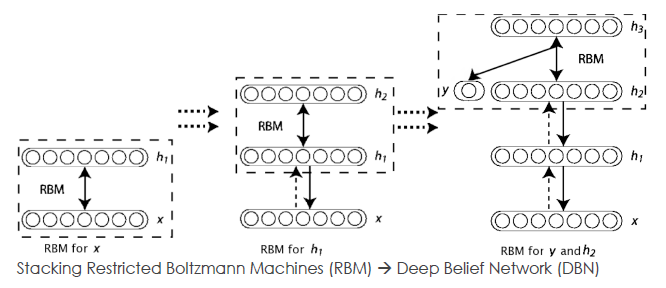 h1
RBM
x
RBM for x
h2
RBM
h1
x
RBM for h1
h3
RBM
y
h2
h1
x
RBM for y and h2
Stacking Restricted Boltzmann Machines (RBM) → Deep Belief Network (DBN)